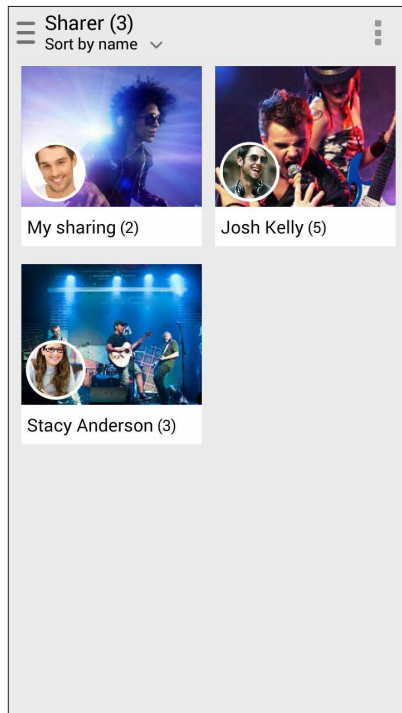 Sharer (3)
Sort by name
My sharing (2)
Josh Kelly (5)
Stacy Anderson (3)